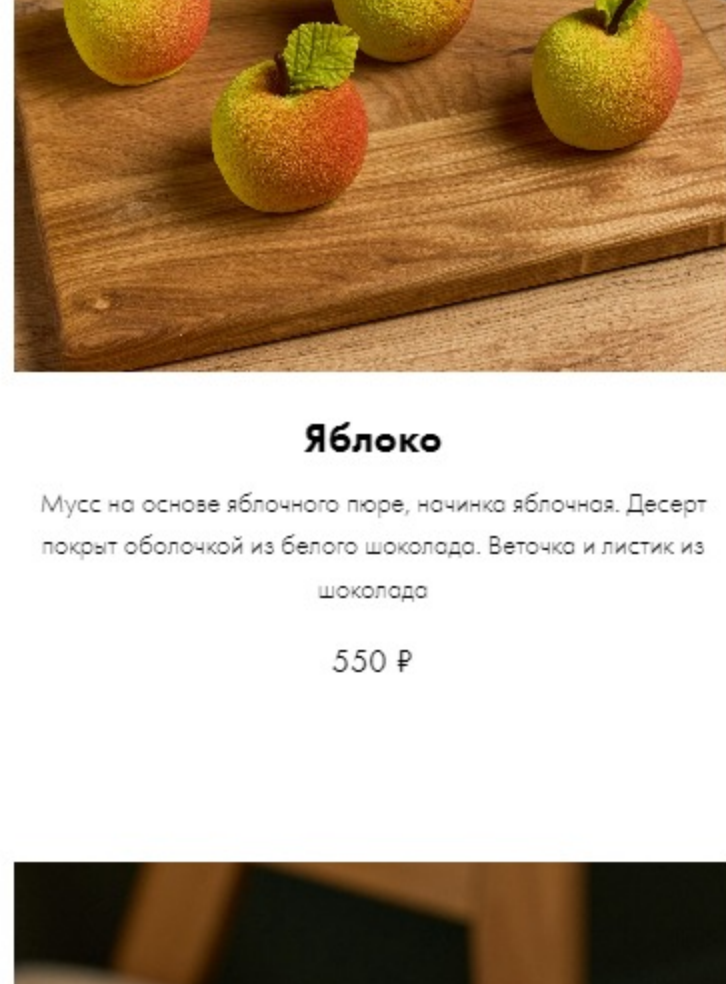 Яблоко
Мусс на основе яблочного пюре, начинка яблочная. Десерт
покрыт оболочкой из белого шоколада. Веточка и листик из
шоколада
550 ₽